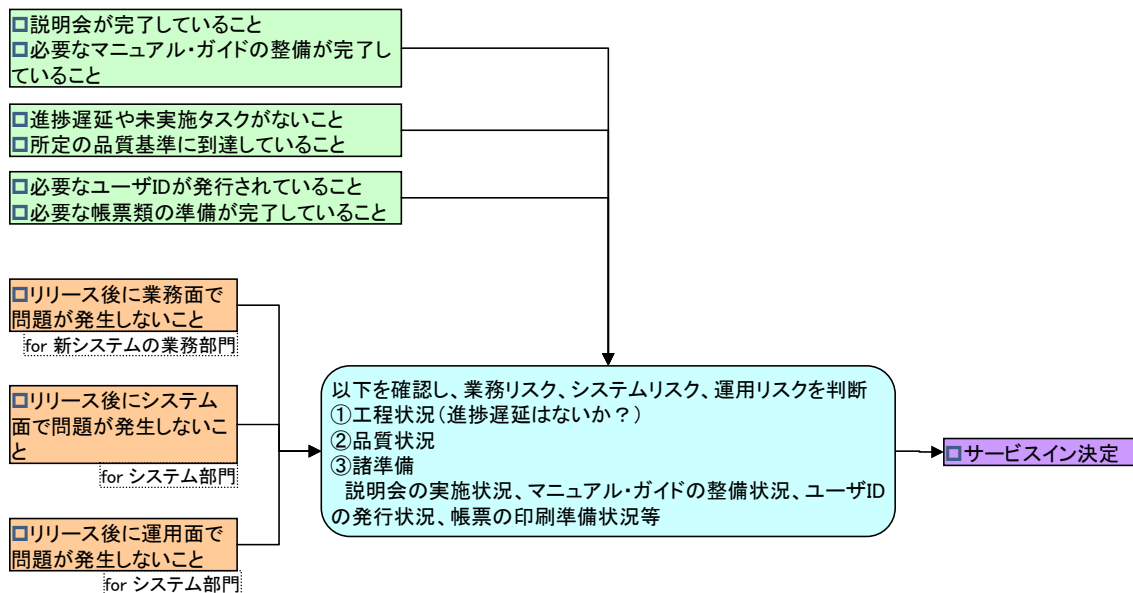 □説明会が完了していること
□必要なマニュアル・ガイドの整備が完了し
ていること
□進捗遅延や未実施タスクがないこと
□所定の品質基準に到達していること
□必要なユーザIDが発行されていること
□必要な帳票類の準備が完了していること
□リリース後に業務面で
問題が発生しないこと
for 新システムの業務部門
□リリース後にシステム
面で問題が発生しないこ
と
for システム部門
□リリース後に運用面で
問題が発生しないこと
for システム部門
以下を確認し、業務リスク、システムリスク、運用リスクを判断
①工程状況(進捗遅延はないか?)
②品質状況
③諸準備
説明会の実施状況、マニュアル・ガイドの整備状況、ユーザID
の発行状況、帳票の印刷準備状況等
□サービスイン決定